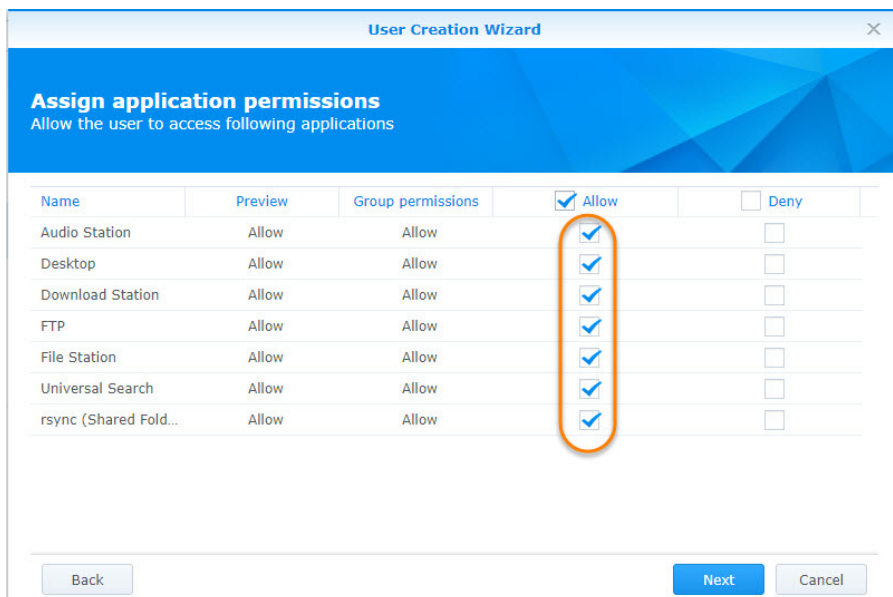 User Creation Wizard
Assign application permissions
Allow the user to access following applications
Name Preview Group permissions Allow Deny
Audio Station Allow Allow
Desktop Allow Allow
Download Station Allow Allow
FTP Allow Allow
File Station Allow Allow
Universal Search Allow Allow
rsync (Shared Fold... Allow Allow
Back Next Cancel